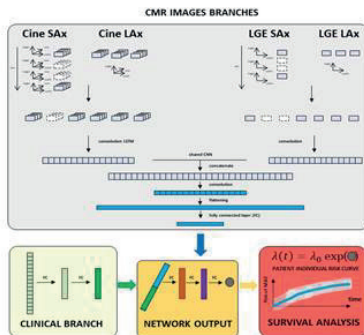 CMR IMAGES BRANCHES
Cine SAx
Cine LAx
LGE SAx
LGE LAx
convolution LSTM
shared CNN
convolution
concatenate
convolution
flattening
fully connected layer (FC)
FC
FC
FC
λ(t) = λ₀ exp(
PATIENT INDIVIDUAL RISK CURVE
time
CLINICAL BRANCH
NETWORK OUTPUT
SURVIVAL ANALYSIS